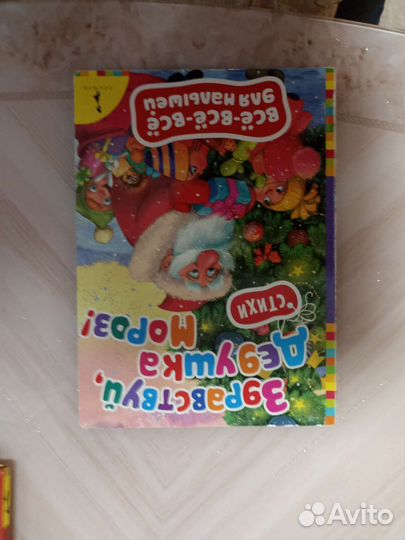 Здравствуй,
Дедушка
Мороз!
СТИХИ
ВСЁ-ВСЁ-ВСЁ
ДЛЯ МАЛЫШЕЙ
Avito